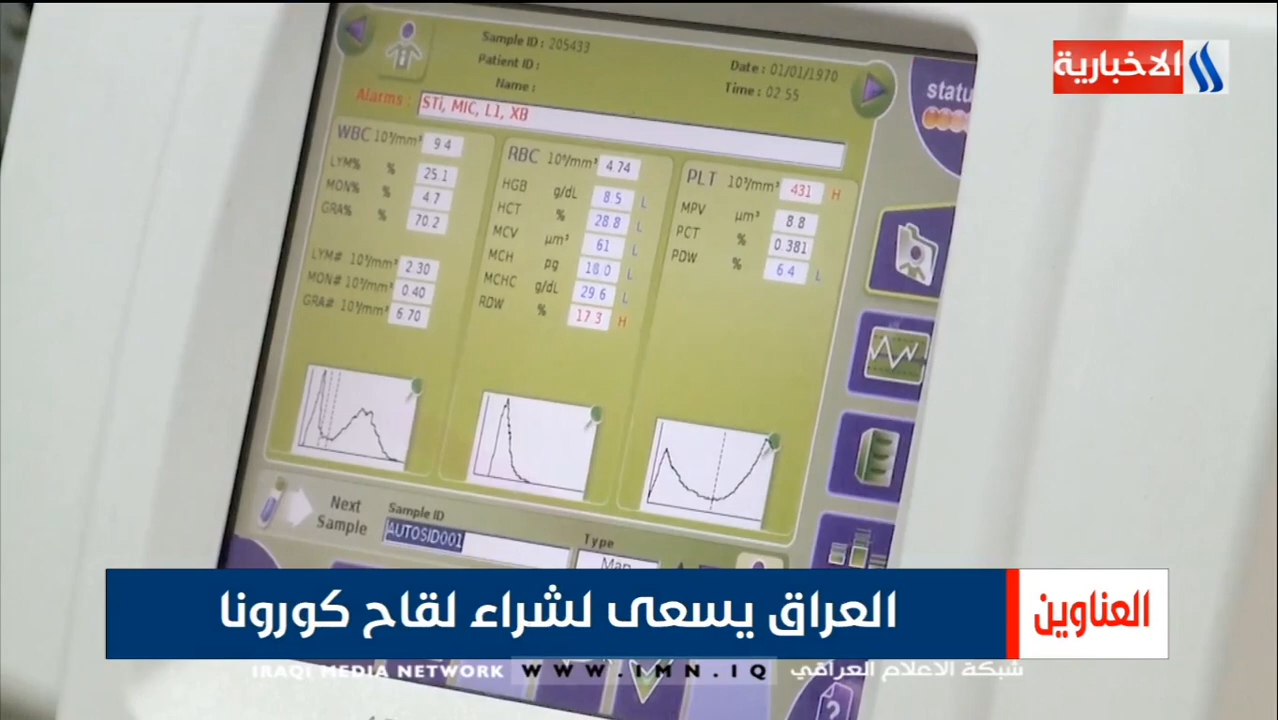 الاخبارية
Sample ID : 205433
Patient ID :
Name :
Date : 01/01/1970
Time : 02:55
Alarms : STI, MIC, L1, XB
WBC 10³/mm³ 9.4
LYM% % 25.1
MON% % 4.7
GRA% % 70.2
LYM# 10³/mm³ 2.30
MON# 10³/mm³ 0.40
GRA# 10³/mm³ 6.70
RBC 10⁶/mm³ 4.74
HGB g/dL 8.5 L
HCT % 28.8 L
MCV µm³ 61 L
MCH pg 18.0 L
MCHC g/dL 29.6 L
RDW % 17.3 H
PLT 10³/mm³ 431 H
MPV µm³ 8.8
PCT % 0.381
PDW % 6.4 L
Next
Sample
Sample ID
AUTOSID001
Type
العناوين
العراق يسعى لشراء لقاح كورونا
IRAQI MEDIA NETWORK WWW.IMN.IQ شبكة الاعلام العراقي
?